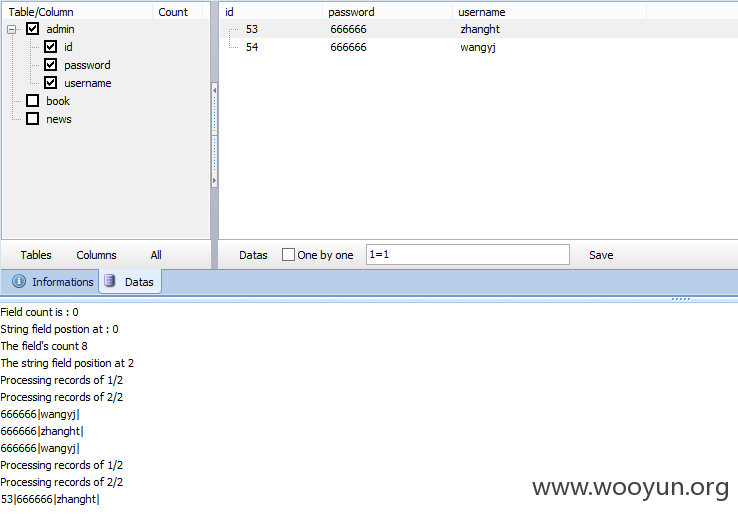 Table/Column Count
admin
id
password
username
book
news
id password username
53 666666 zhanght
54 666666 wangyj
Tables Columns All
Datas One by one 1=1 Save
Informations Datas
Field count is : 0
String field postion at : 0
The field's count 8
The string field position at 2
Processing records of 1/2
Processing records of 2/2
666666|wangyj|
666666|zhanght|
666666|wangyj|
Processing records of 1/2
Processing records of 2/2
53|666666|zhanght|
www.wooyun.org